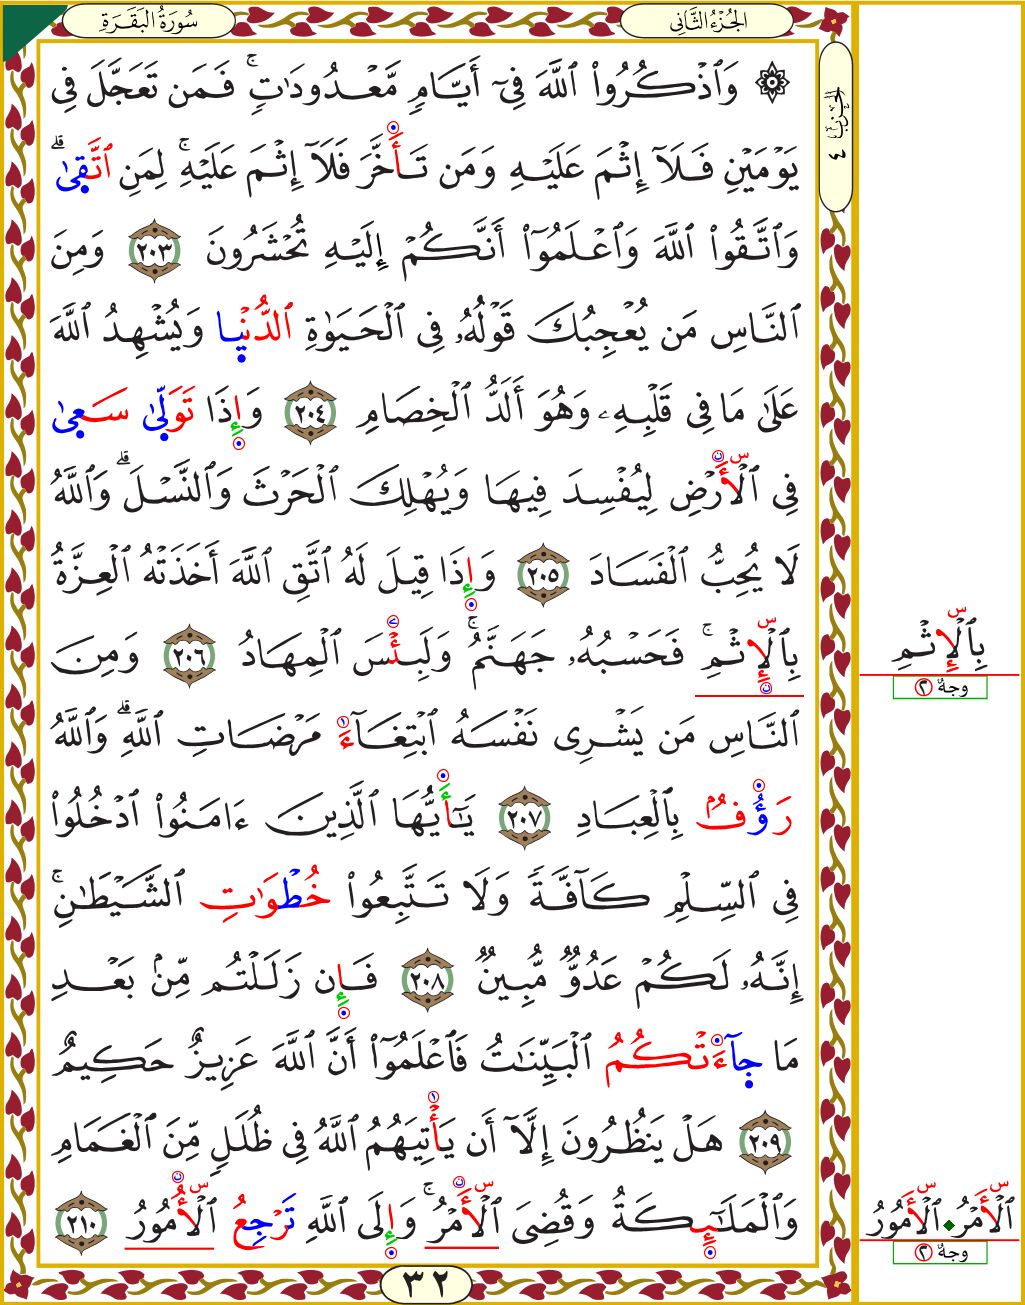 سُورَةُ البَقَرَةِ
الجُزْءُ الثَّانِي
الحِزْب ٤
۞ وَٱذْكُرُوا۟ ٱللَّهَ فِىٓ أَيَّامٍ مَّعْدُودَٰتٍ ۚ فَمَن تَعَجَّلَ فِى
يَوْمَيْنِ فَلَآ إِثْمَ عَلَيْهِ وَمَن تَأَخَّرَ فَلَآ إِثْمَ عَلَيْهِ ۚ لِمَنِ ٱتَّقِىٰ ۗ
وَٱتَّقُوا۟ ٱللَّهَ وَٱعْلَمُوٓا۟ أَنَّكُمْ إِلَيْهِ تُحْشَرُونَ ٢٠٣ وَمِنَ
ٱلنَّاسِ مَن يُعْجِبُكَ قَوْلُهُۥ فِى ٱلْحَيَوٰةِ ٱلدُّنْيِا وَيُشْهِدُ ٱللَّهَ
عَلَىٰ مَا فِى قَلْبِهِۦ وَهُوَ أَلَدُّ ٱلْخِصَامِ ٢٠٤ وَإِذَا تَوَلِّىٰ سَعِىٰ
فِى ٱلْأَرْضِ لِيُفْسِدَ فِيهَا وَيُهْلِكَ ٱلْحَرْثَ وَٱلنَّسْلَ ۗ وَٱللَّهُ
لَا يُحِبُّ ٱلْفَسَادَ ٢٠٥ وَإِذَا قِيلَ لَهُ ٱتَّقِ ٱللَّهَ أَخَذَتْهُ ٱلْعِزَّةُ
بِٱلْإِثْمِ ۚ فَحَسْبُهُۥ جَهَنَّمُ ۚ وَلَبِئْسَ ٱلْمِهَادُ ٢٠٦ وَمِنَ
ٱلنَّاسِ مَن يَشْرِى نَفْسَهُ ٱبْتِغَآءَ مَرْضَاتِ ٱللَّهِ ۗ وَٱللَّهُ
رَؤُفٌۢ بِٱلْعِبَادِ ٢٠٧ يَٰٓأَيُّهَا ٱلَّذِينَ ءَامَنُوا۟ ٱدْخُلُوا۟
فِى ٱلسِّلْمِ كَآفَّةً وَلَا تَتَّبِعُوا۟ خُطْوَٰتِ ٱلشَّيْطَٰنِ ۚ
إِنَّهُۥ لَكُمْ عَدُوٌّ مُّبِينٌ ٢٠٨ فَإِن زَلَلْتُم مِّنۢ بَعْدِ
مَا جِآءَتْكُمُ ٱلْبَيِّنَٰتُ فَٱعْلَمُوٓا۟ أَنَّ ٱللَّهَ عَزِيزٌ حَكِيمٌ
٢٠٩ هَلْ يَنظُرُونَ إِلَّآ أَن يَأْتِيَهُمُ ٱللَّهُ فِى ظُلَلٍ مِّنَ ٱلْغَمَامِ
وَٱلْمَلَٰٓئِكَةُ وَقُضِىَ ٱلْأَمْرُ ۚ وَإِلَى ٱللَّهِ تَرْجِعُ ٱلْأُمُورُ ٢١٠
بِٱلْإِثْمِ
وجهٌ ٢
ٱلْأَمْرُ ٱلْأُمُورُ
وجهٌ ٢
٣٢